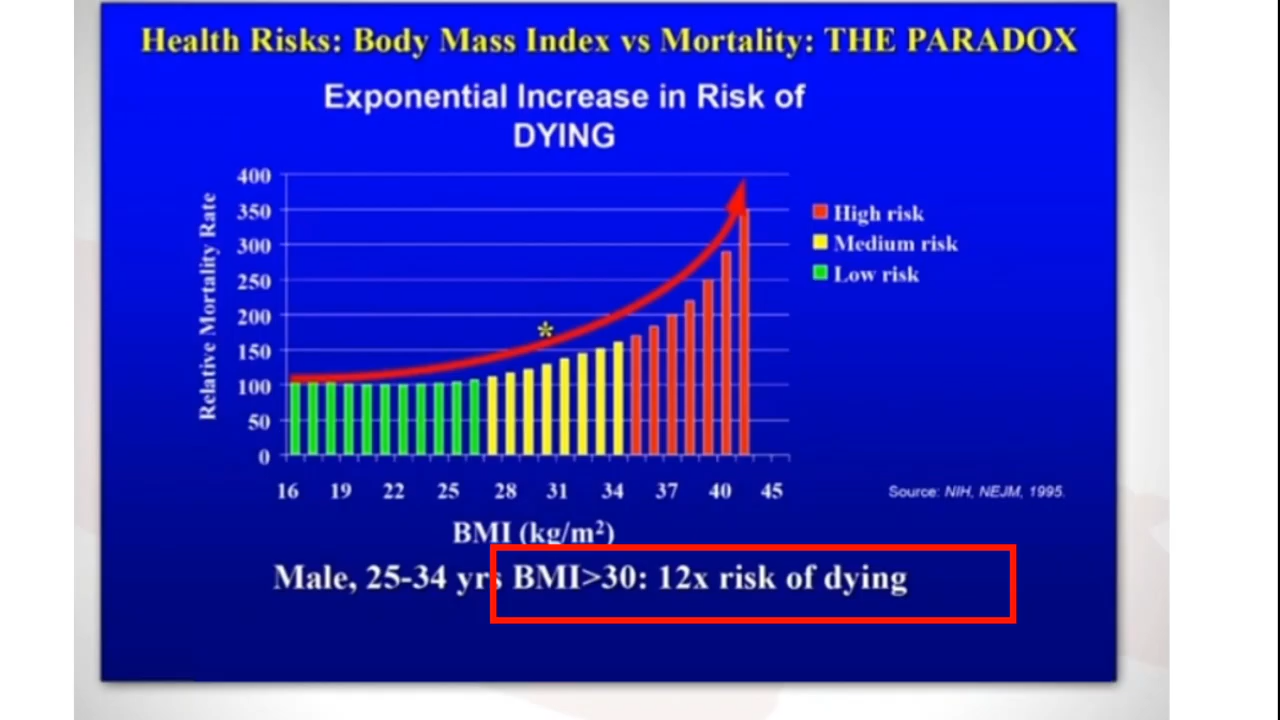 Health Risks: Body Mass Index vs Mortality: THE PARADOX
Exponential Increase in Risk of
DYING
Relative Mortality Rate
400
350
300
250
200
150
100
50
0
*
High risk
Medium risk
Low risk
16 19 22 25 28 31 34 37 40 45
Source: NIH, NEJM, 1995.
BMI (kg/m²)
Male, 25-34 yrs BMI>30: 12x risk of dying